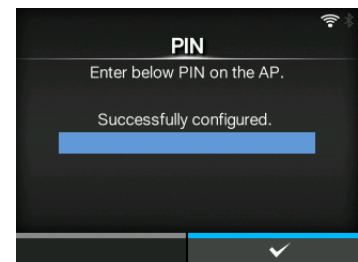 PIN
Enter below PIN on the AP.
Successfully configured.